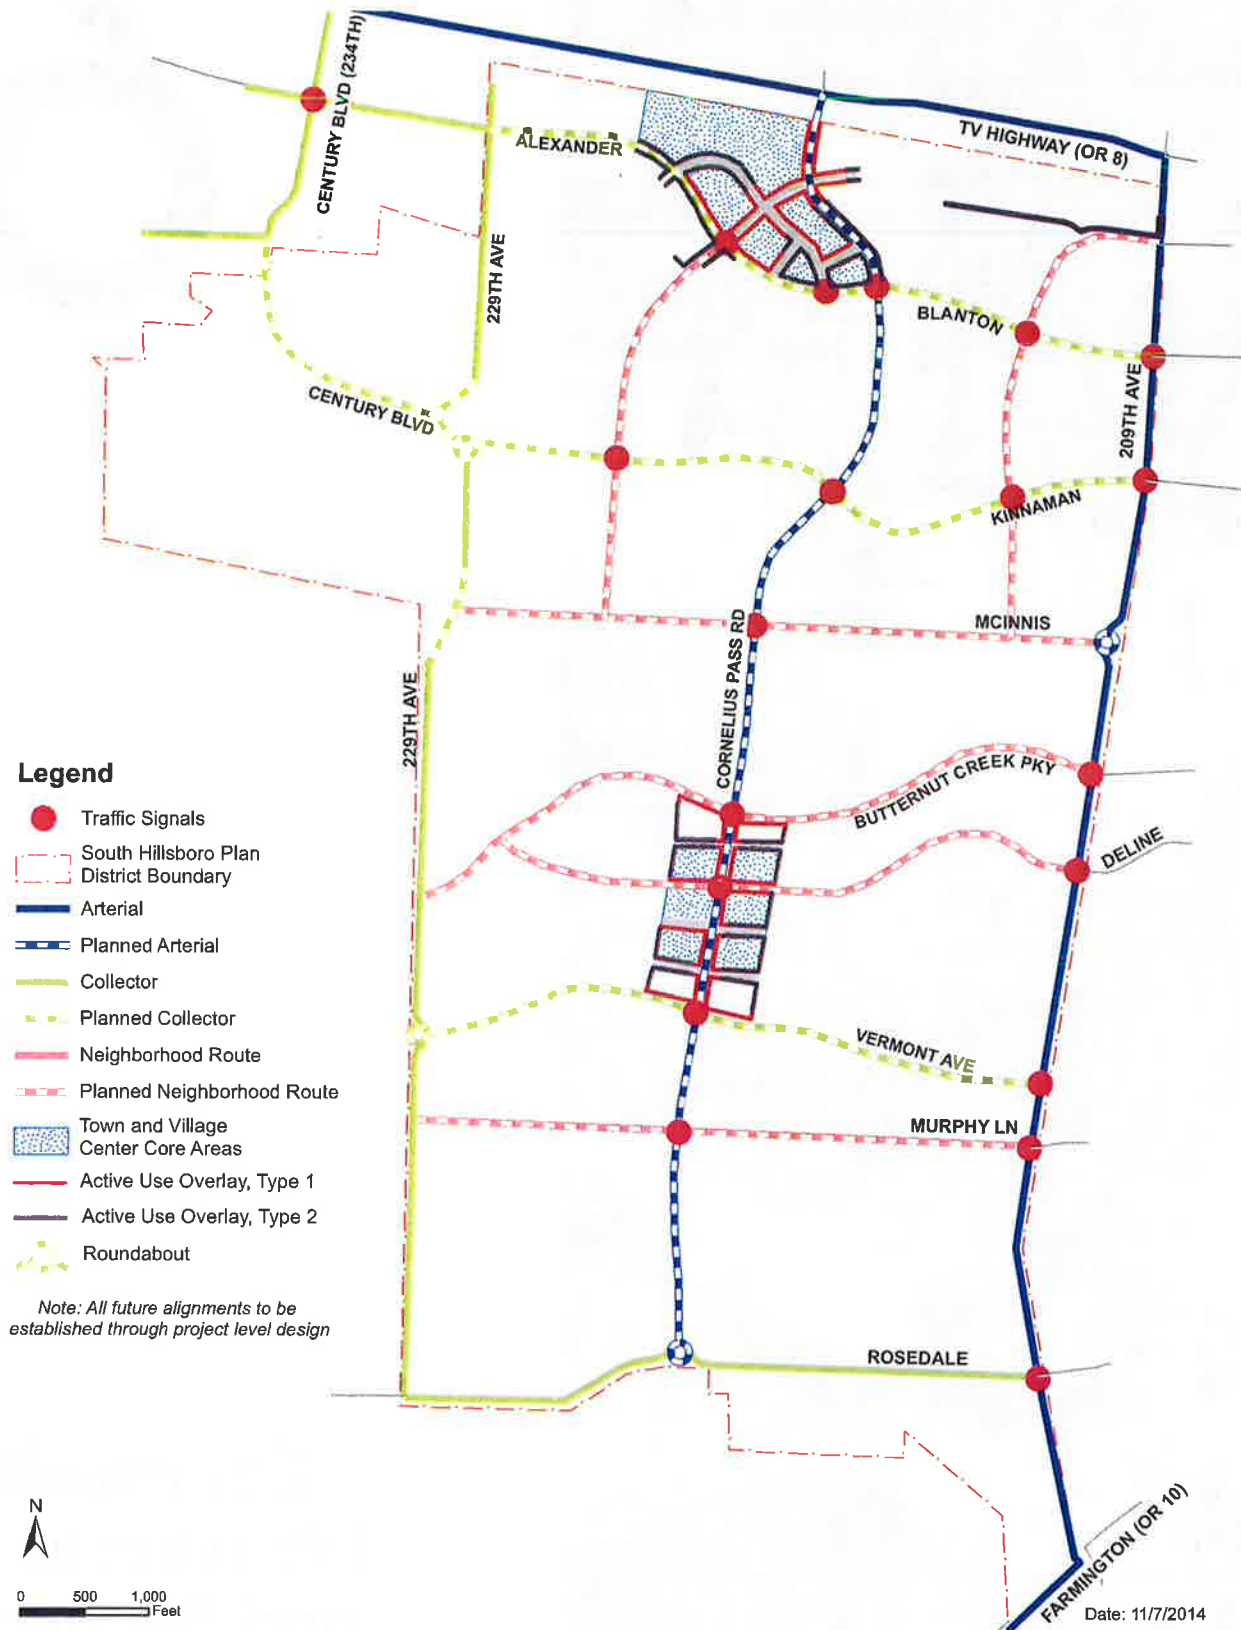 CENTURY BLVD (234TH)
TV HIGHWAY (OR 8)
ALEXANDER
229TH AVE
BLANTON
209TH AVE
CENTURY BLVD
KINNAMAN
MCINNIS
CORNELIUS PASS RD
229TH AVE
BUTTERNUT CREEK PKY
DELINE
VERMONT AVE
MURPHY LN
ROSEDALE
FARMINGTON (OR 10)
Legend
Traffic Signals
South Hillsboro Plan
District Boundary
Arterial
Planned Arterial
Collector
Planned Collector
Neighborhood Route
Planned Neighborhood Route
Town and Village
Center Core Areas
Active Use Overlay, Type 1
Active Use Overlay, Type 2
Roundabout
Note: All future alignments to be
established through project level design
N
0 500 1,000
Feet
Date: 11/7/2014